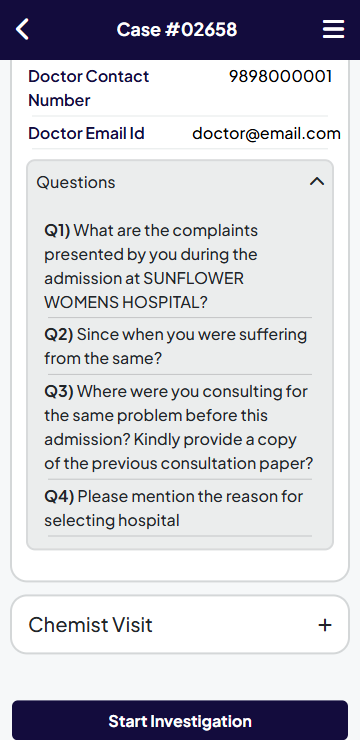 Case #02658
Doctor Contact Number 9898000001
Doctor Email Id doctor@email.com
Questions
Q1) What are the complaints
presented by you during the
admission at SUNFLOWER
WOMENS HOSPITAL?
Q2) Since when you were suffering
from the same?
Q3) Where were you consulting for
the same problem before this
admission? Kindly provide a copy
of the previous consultation paper?
Q4) Please mention the reason for
selecting hospital
Chemist Visit +
Start Investigation